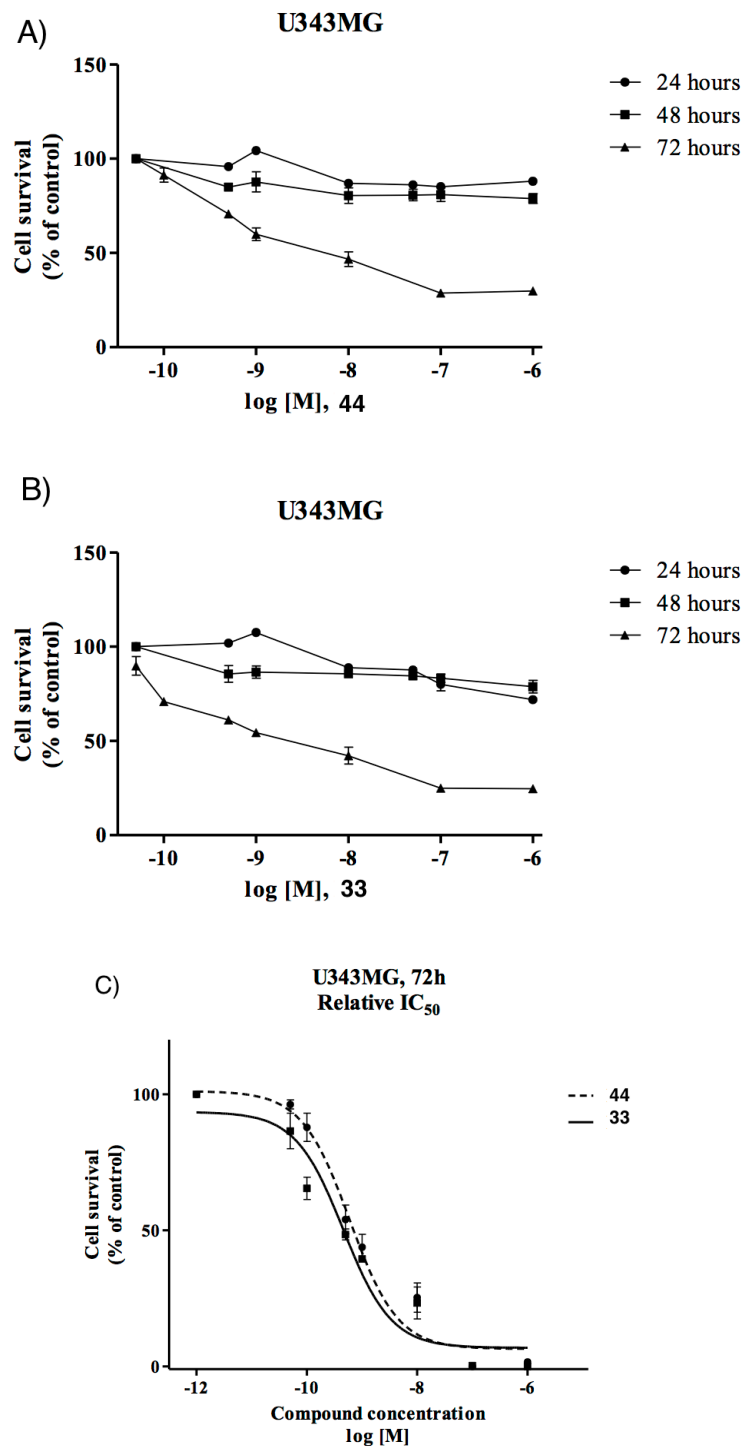 A)
U343MG
150
100
50
0
Cell survival
(% of control)
-10 -9 -8 -7 -6
log [M], 44
24 hours
48 hours
72 hours
B)
U343MG
150
100
50
0
Cell survival
(% of control)
-10 -9 -8 -7 -6
log [M], 33
24 hours
48 hours
72 hours
C)
U343MG, 72h
Relative IC50
100
50
0
Cell survival
(% of control)
-12 -10 -8 -6
Compound concentration
log [M]
44
33